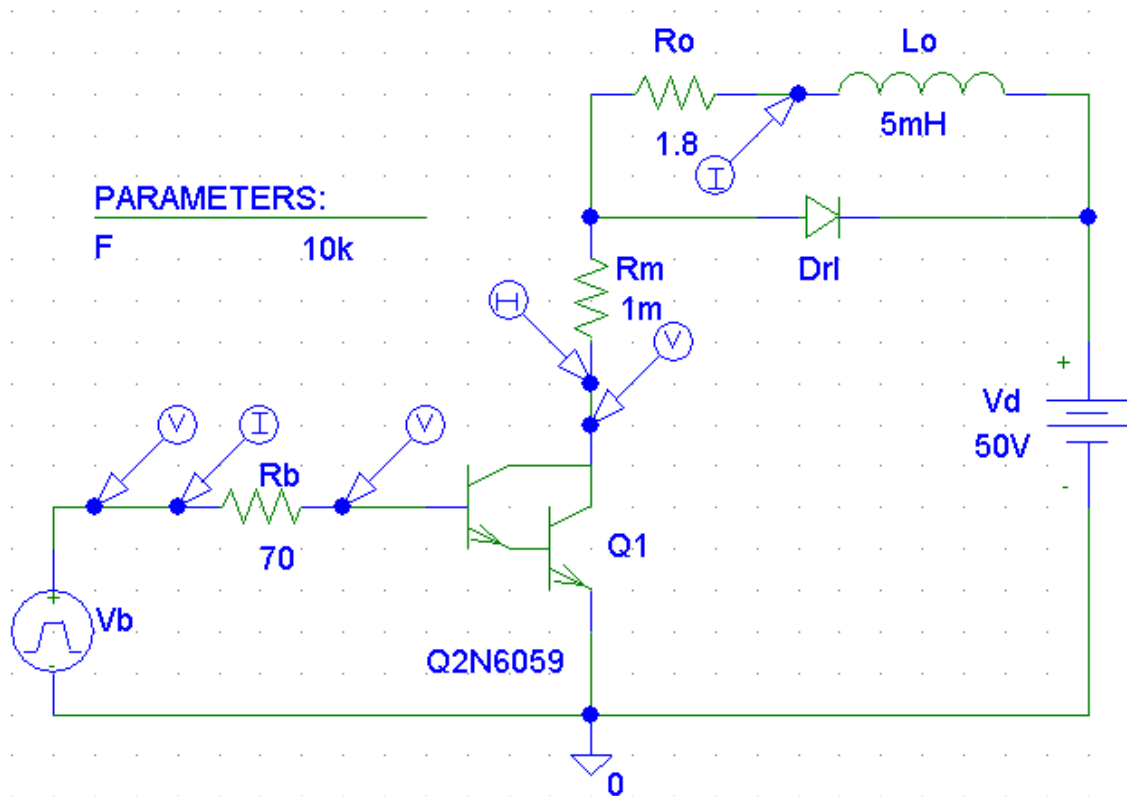 Ro
Lo
1.8
5mH
I
PARAMETERS:
F 10k
Drl
Rm
1m
H
V
Vd
50V
+
-
V
I
V
Rb
70
Q1
Vb
+
-
Q2N6059
0